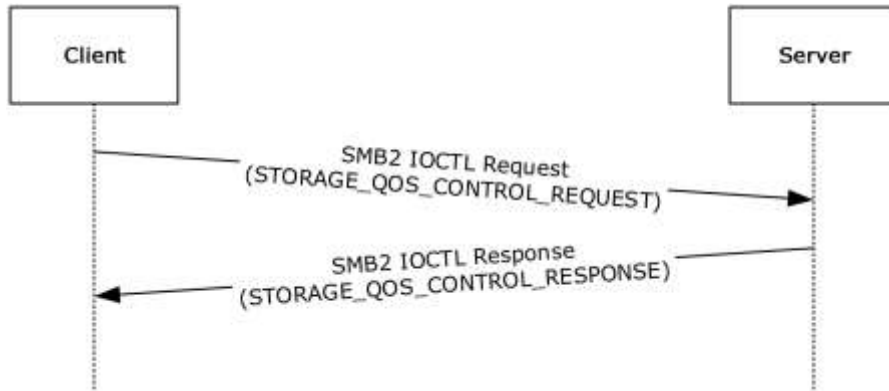 Client
Server
SMB2 IOCTL Request
(STORAGE_QOS_CONTROL_REQUEST)
SMB2 IOCTL Response
(STORAGE_QOS_CONTROL_RESPONSE)